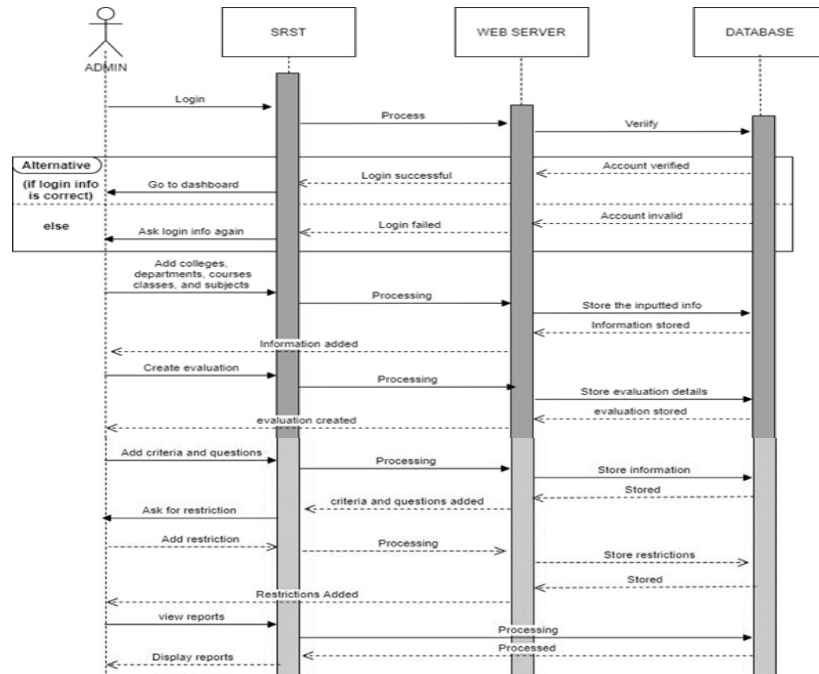 SRST
WEB SERVER
DATABASE
ADMIN
Login
Process
Veriify
Alternative
(if login info
is correct)
Account verified
Login successful
Go to dashboard
else
Account invalid
Login failed
Ask login info again
Add colleges,
departments, courses
classes, and subjects
Processing
Store the inputted info
Information stored
Information added
Create evaluation
Processing
Store evaluation details
evaluation stored
evaluation created
Add criteria and questions
Processing
Store information
Stored
criteria and questions added
Ask for restriction
Add restriction
Processing
Store restrictions
Stored
Restrictions Added
view reports
Processing
Processed
Display reports